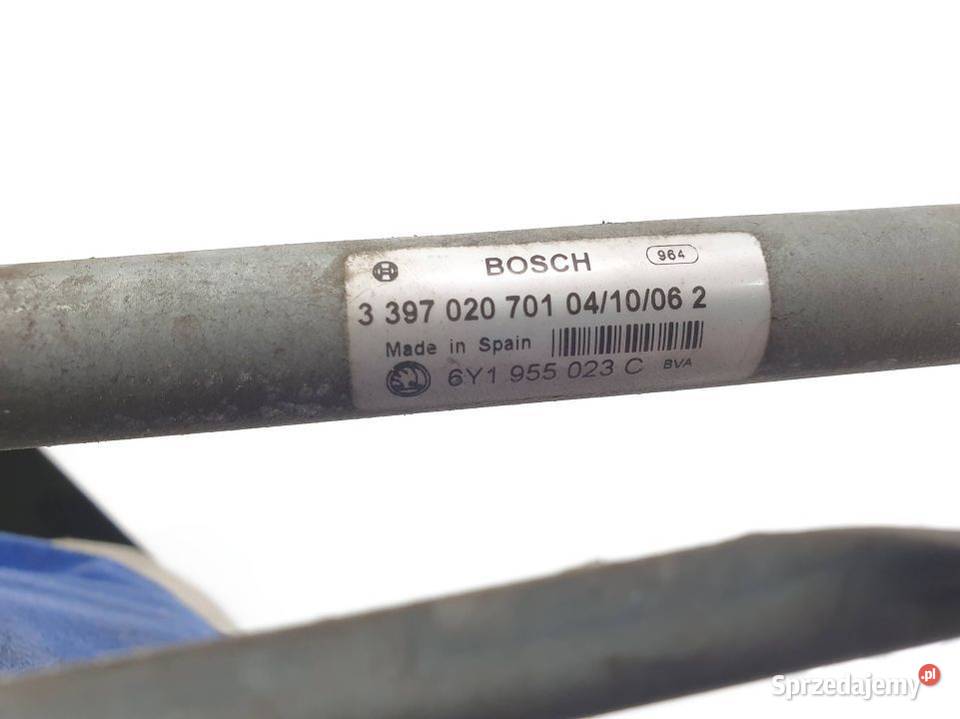 BOSCH 964
3 397 020 701 04/10/06 2
Made in Spain
6Y1 955 023 C BVA
Sprzedajemy.pl